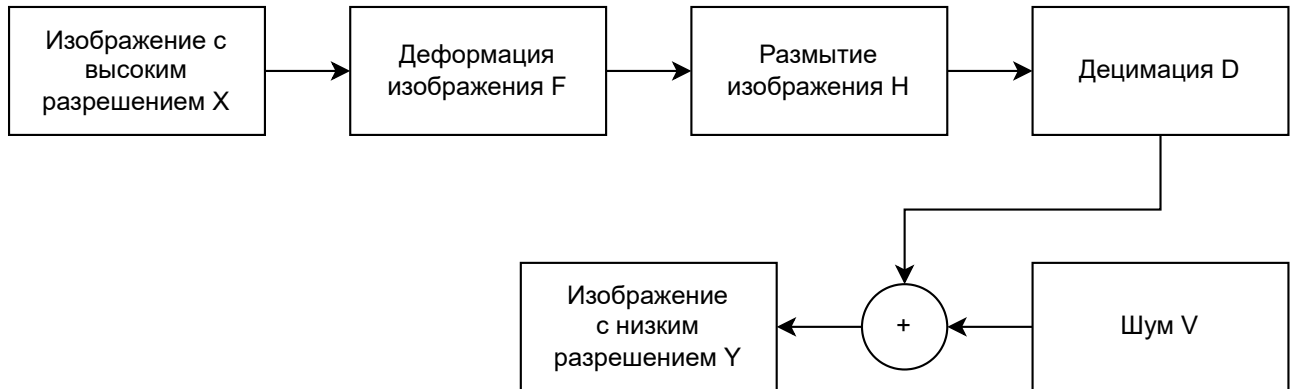 Изображение с
высоким
разрешением X
Деформация
изображения F
Размытие
изображения H
Децимация D
Изображение
с низким
разрешением Y
+
Шум V